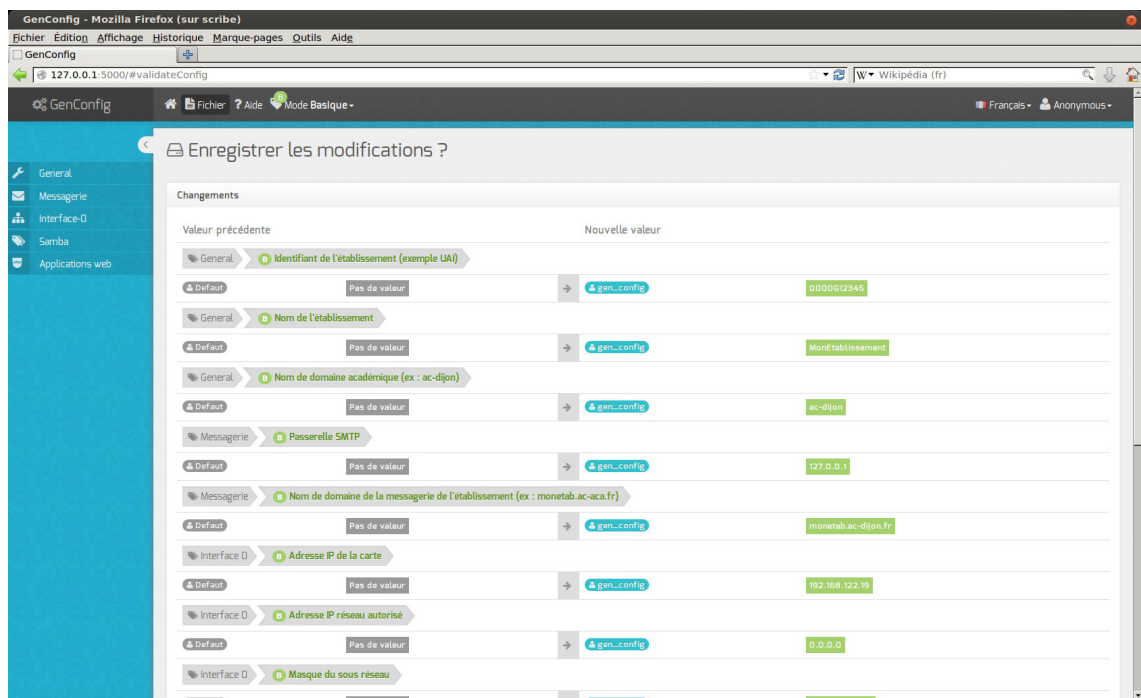 GenConfig - Mozilla Firefox (sur scribe)
Fichier Édition Affichage Historique Marque-pages Outils Aide
GenConfig
127.0.0.1:5000/#validateConfig
W Wikipédia (fr)
GenConfig
Fichier ? Aide B Mode Basique
Français Anonymous
Enregistrer les modifications ?
General
Messagerie
Interface-0
Samba
Applications web
Changements
Valeur précédente Nouvelle valeur
General B Identifiant de l'établissement (exemple UAI)
Defaut Pas de valeur gen_config 0000G12345
General B Nom de l'établissement
Defaut Pas de valeur gen_config MonEtablissement
General B Nom de domaine académique (ex : ac-dijon)
Defaut Pas de valeur gen_config ac-dijon
Messagerie B Passerelle SMTP
Defaut Pas de valeur gen_config 127.0.0.1
Messagerie B Nom de domaine de la messagerie de l'établissement (ex : monetab.ac-aca.fr)
Defaut Pas de valeur gen_config monetab.ac-dijon.fr
Interface 0 B Adresse IP de la carte
Defaut Pas de valeur gen_config 192.168.122.19
Interface 0 B Adresse IP réseau autorisé
Defaut Pas de valeur gen_config 0.0.0.0
Interface 0 B Masque du sous réseau